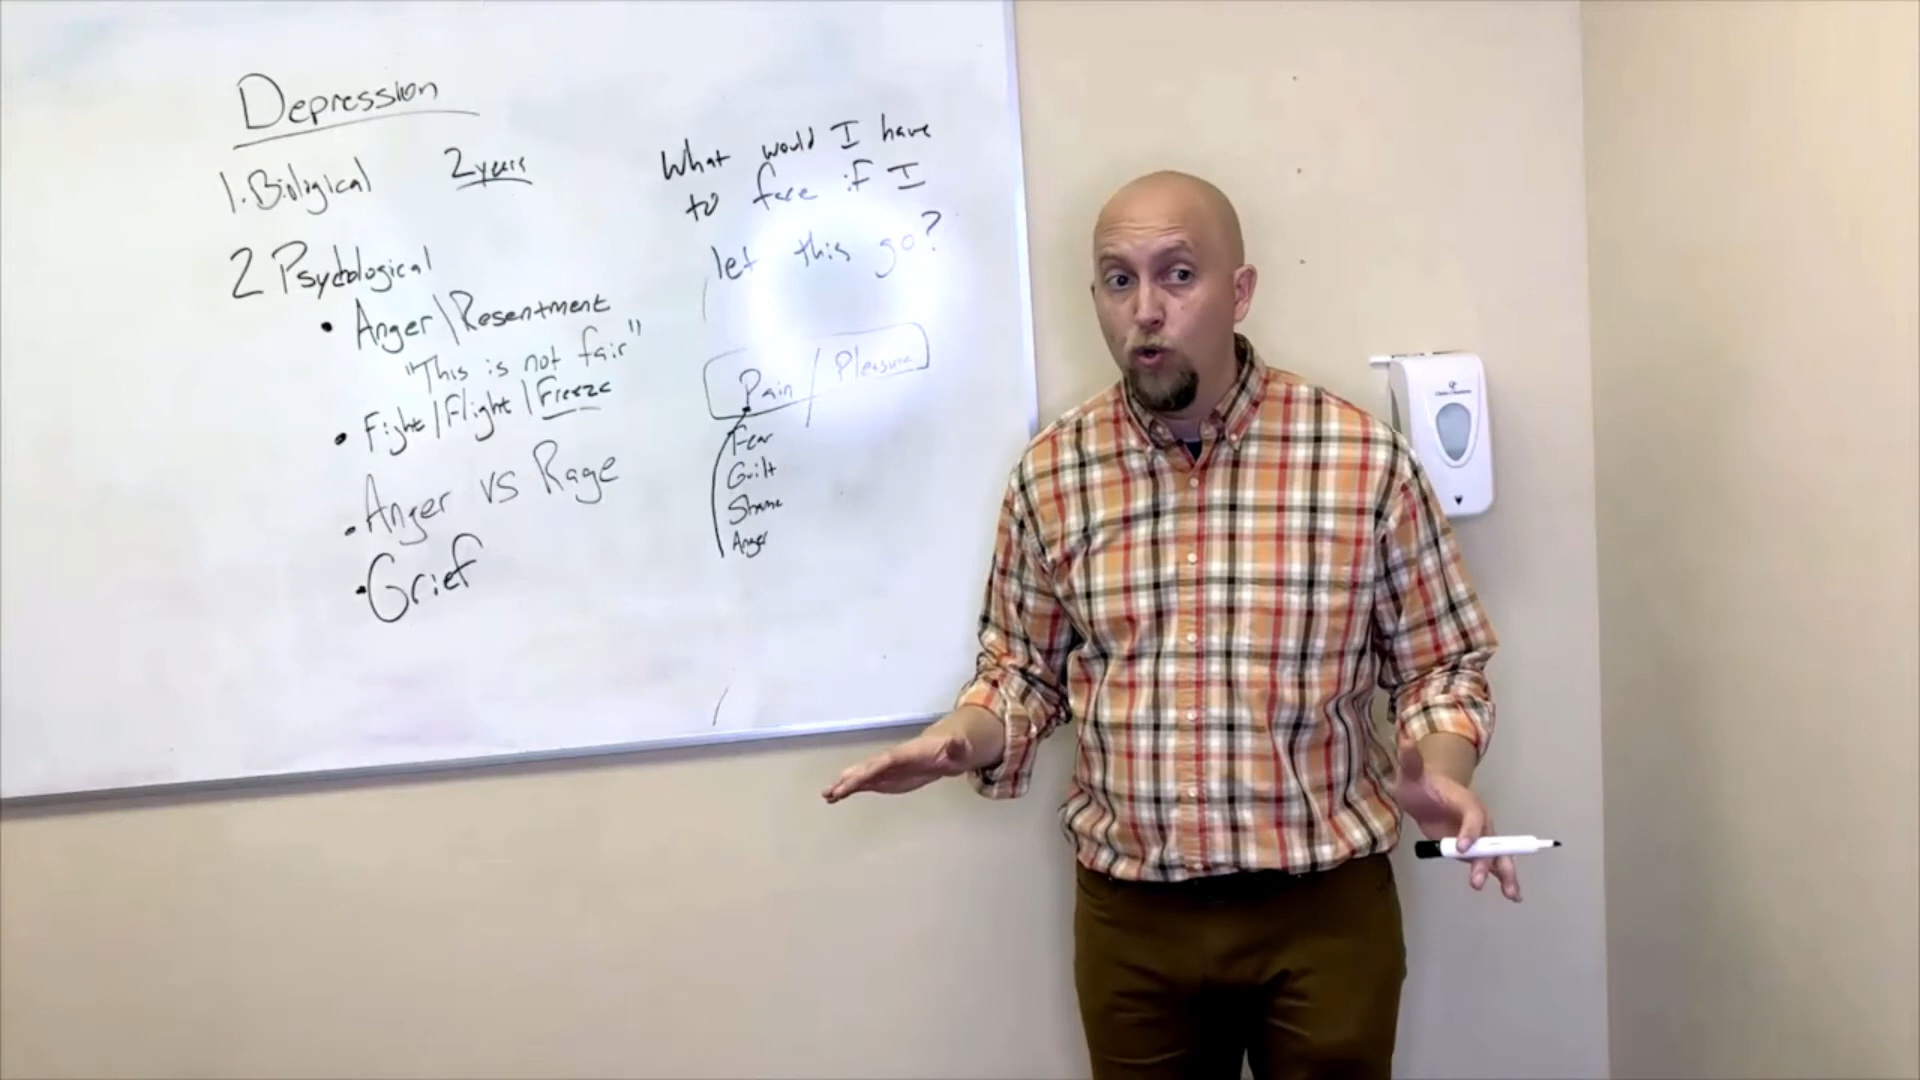 Depression
1. Biological 2 years
2 Psychological
• Anger \ Resentment
"This is not fair"
• Fight / Flight / Freeze
• Anger vs Rage
• Grief
What would I have
to face if I
let this go?
Pain / Pleasure
Fear
Guilt
Shame
Anger